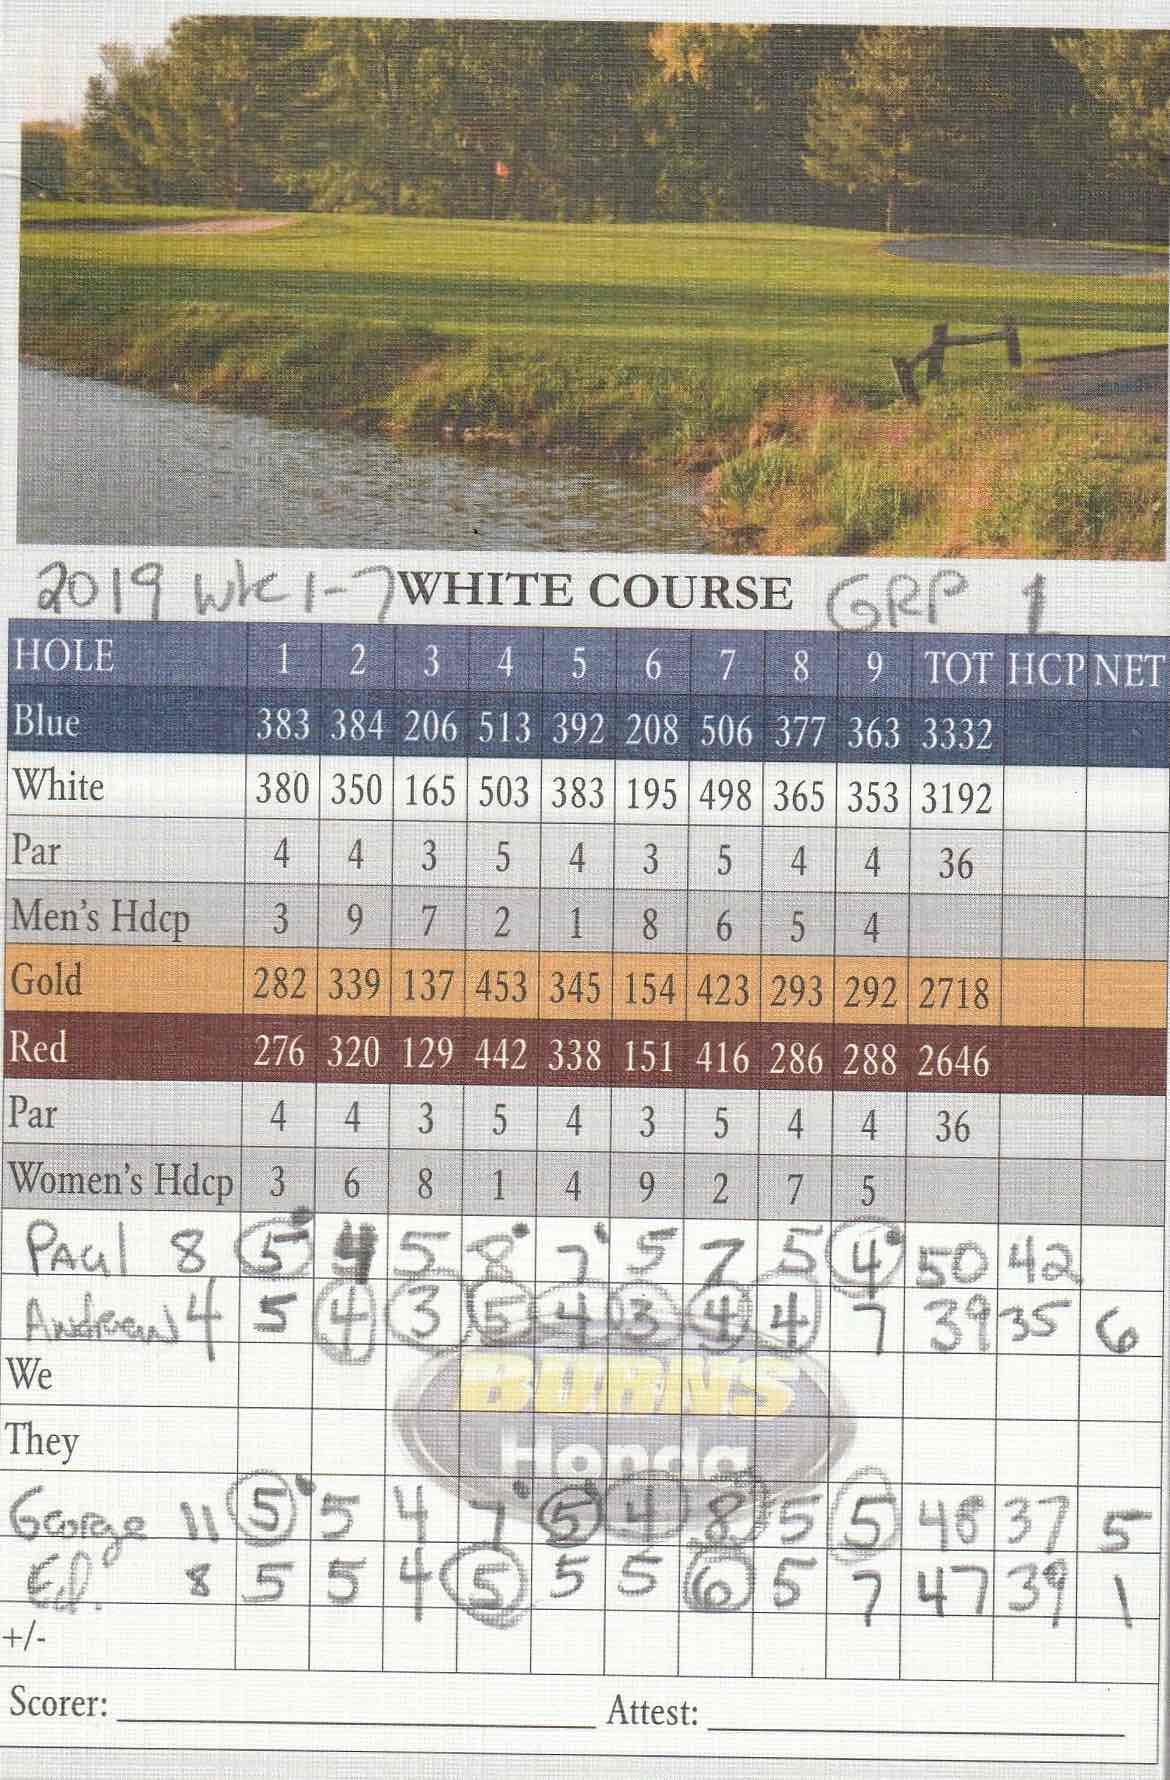 2019 Wk 1-7 WHITE COURSE GRP 1
HOLE 1 2 3 4 5 6 7 8 9 TOT HCP NET
Blue 383 384 206 513 392 208 506 377 363 3332
White 380 350 165 503 383 195 498 365 353 3192
Par 4 4 3 5 4 3 5 4 4 36
Men's Hdcp 3 9 7 2 1 8 6 5 4
Gold 282 339 137 453 345 154 423 293 292 2718
Red 276 320 129 442 338 151 416 286 288 2646
Par 4 4 3 5 4 3 5 4 4 36
Women's Hdcp 3 6 8 1 4 9 2 7 5
PAul 8 5 4 5 8 7 5 7 5 4 50 42
Andrew 4 5 4 3 5 4 3 4 4 7 39 35 6
We
BURNS
They
Honda
George 11 5 5 4 7 5 4 8 5 5 48 37 5
Ed. 8 5 5 4 5 5 5 6 5 7 47 39 1
+/-
Scorer: Attest: